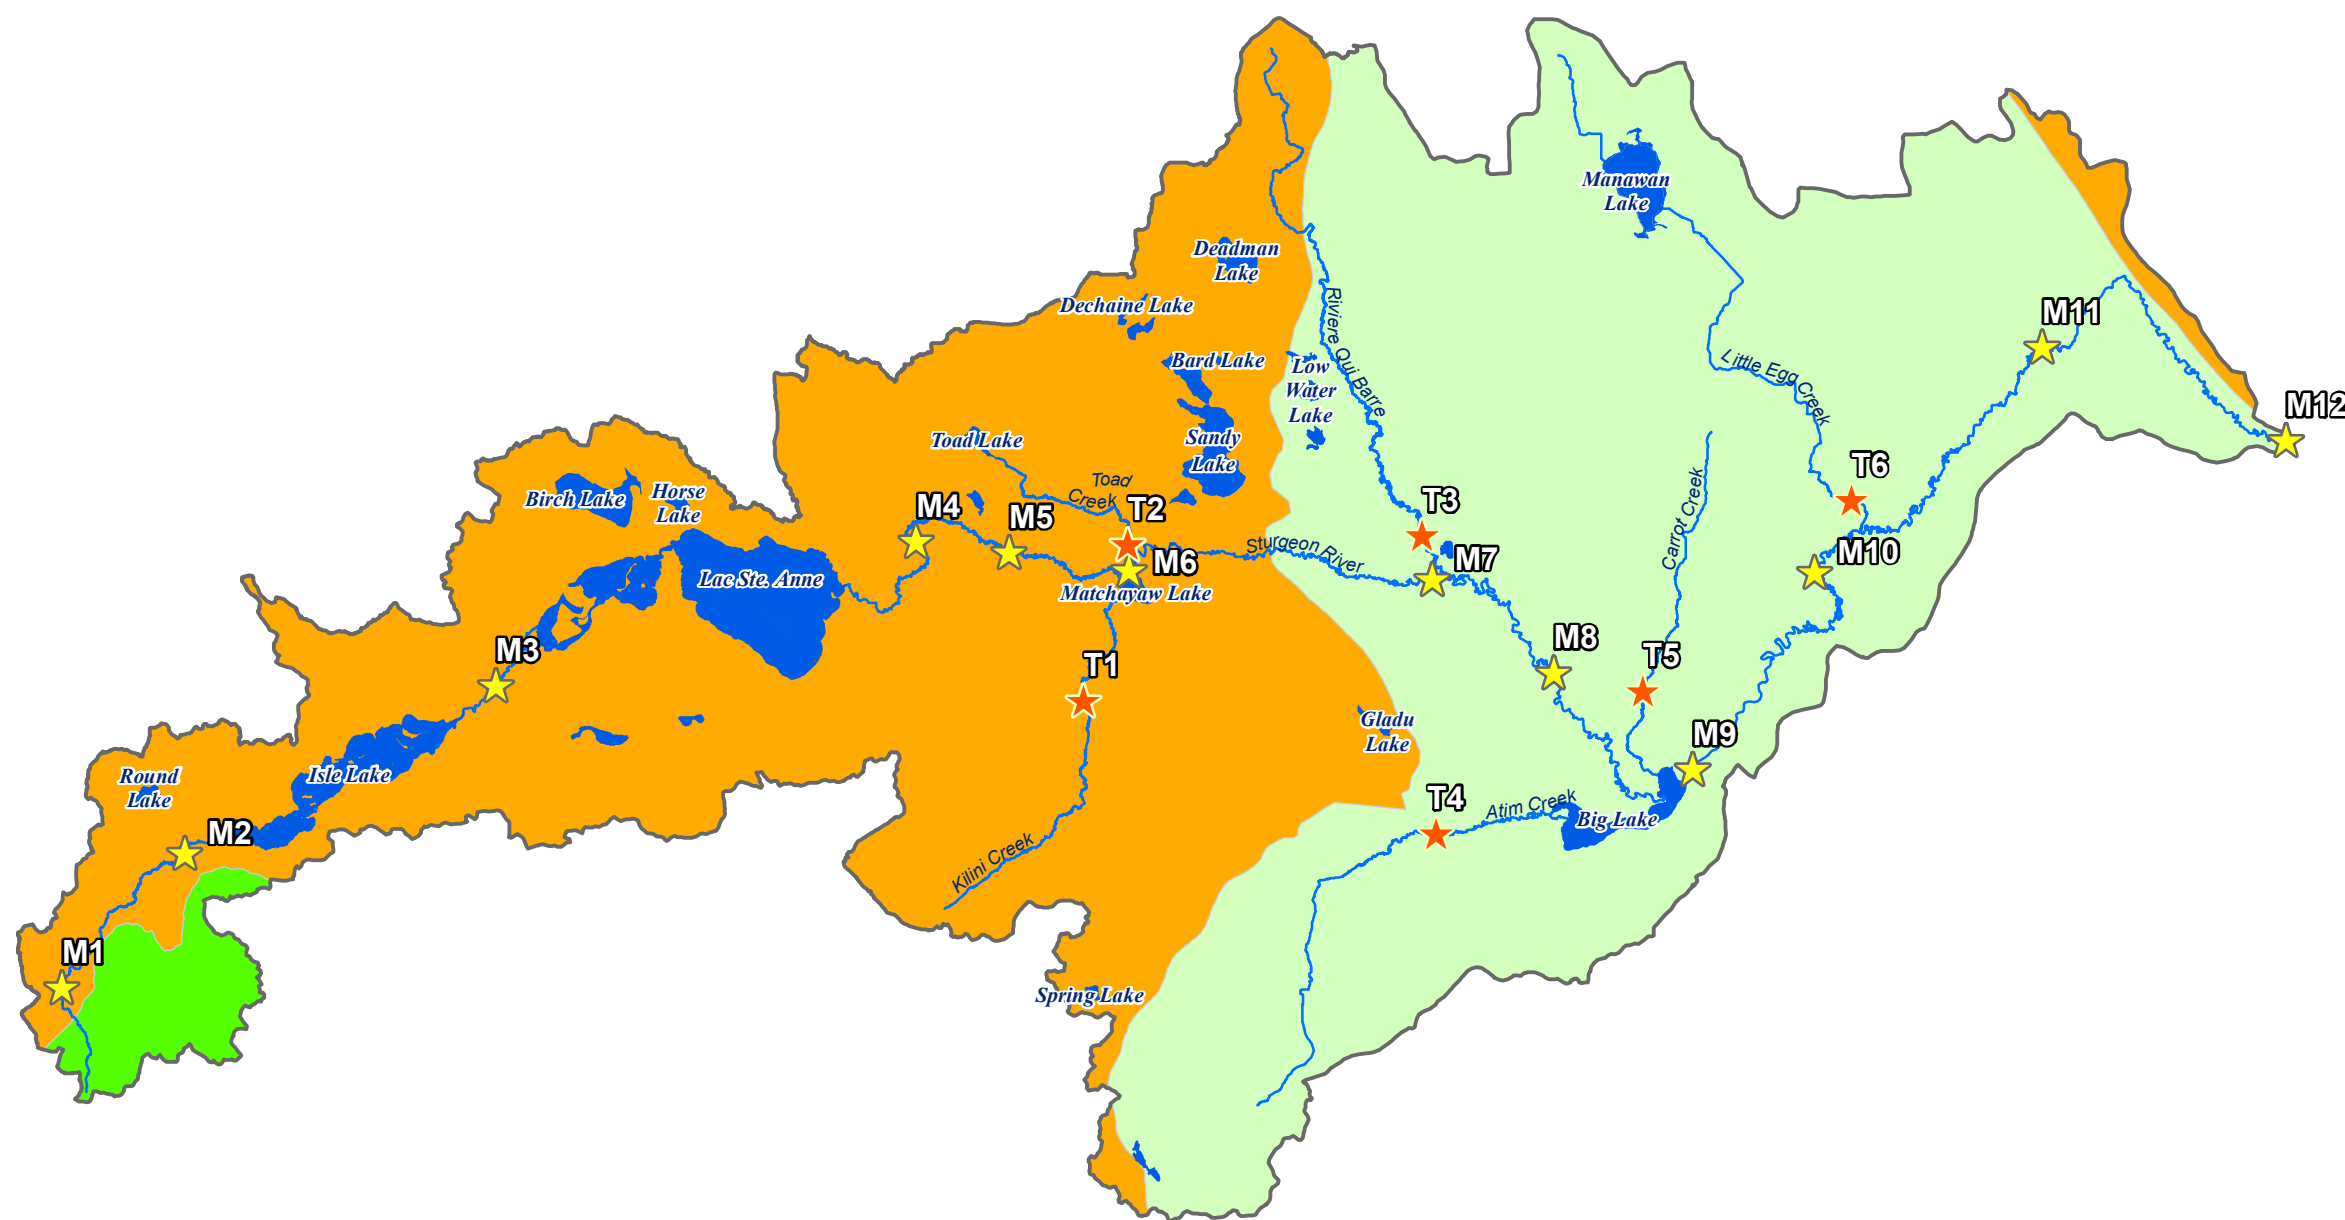 Manawan
Lake
Deadman
Lake
Dechaine Lake
Riviere Qui Barre
M11
Bard Lake
Low
Water
Lake
Little Egg Creek
M12
Toad Lake
Sandy
Lake
Birch Lake
Horse
Lake
Toad
Creek
M4
M5
T2
T3
T6
Carrot Creek
Sturgeon River
M6
M7
M10
Lac Ste. Anne
Matchayaw Lake
M3
T1
M8
T5
Gladu
Lake
M9
Round
Lake
Isle Lake
T4
Atim Creek
Big Lake
M2
Kilini Creek
M1
Spring Lake